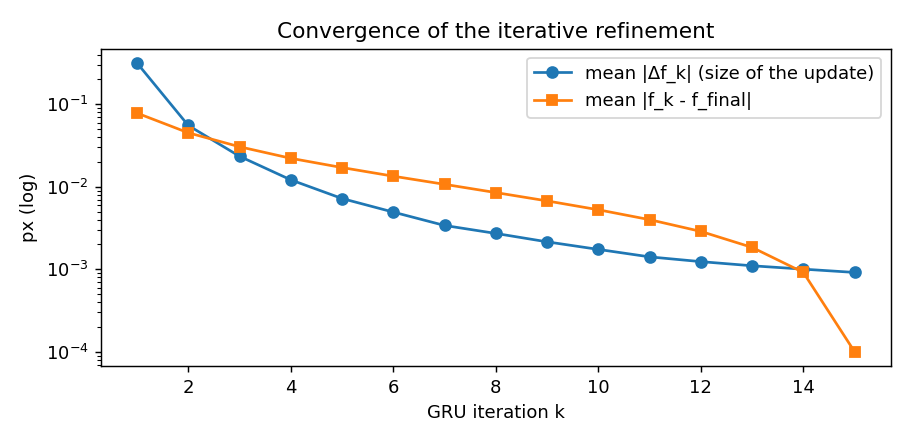 Convergence of the iterative refinement
mean |Δf_k| (size of the update)
mean |f_k - f_final|
px (log)
10⁻¹
10⁻²
10⁻³
10⁻⁴
2 4 6 8 10 12 14
GRU iteration k